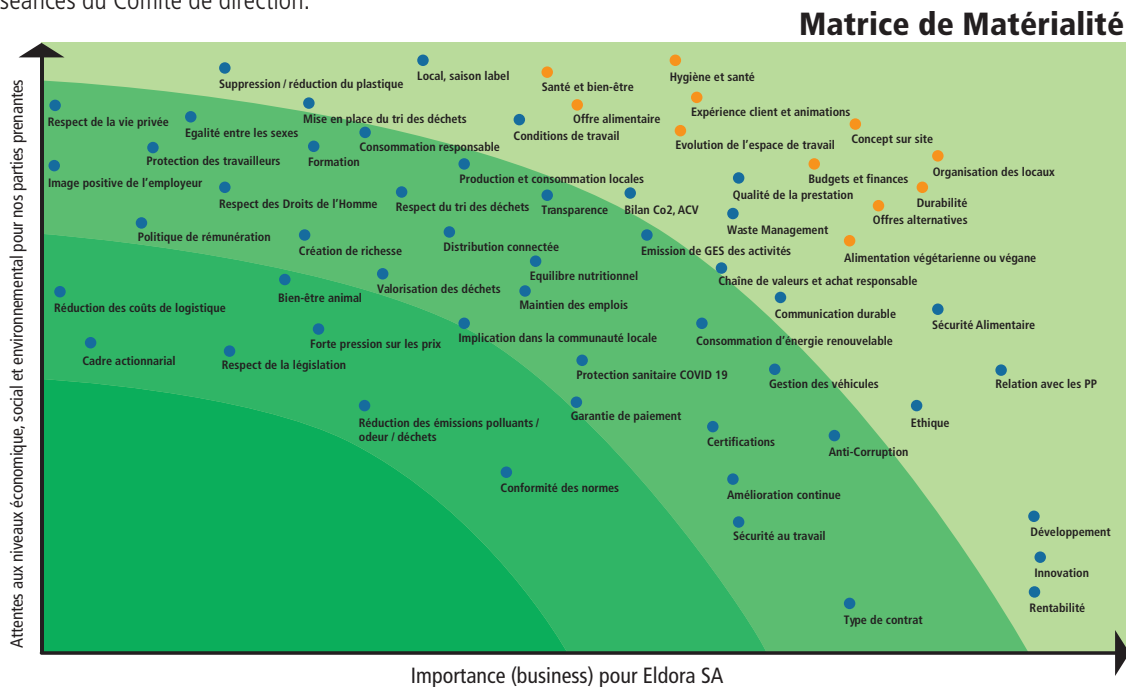 séances du Comité de direction.
Matrice de Matérialité
Attentes aux niveaux économique, social et environnemental pour nos parties prenantes
Suppression / réduction du plastique
Local, saison label
Santé et bien-être
Hygiène et santé
Respect de la vie privée
Egalité entre les sexes
Mise en place du tri des déchets
Offre alimentaire
Expérience client et animations
Conditions de travail
Concept sur site
Consommation responsable
Evolution de l'espace de travail
Protection des travailleurs
Formation
Image positive de l'employeur
Production et consommation locales
Budgets et finances
Organisation des locaux
Respect des Droits de l'Homme
Respect du tri des déchets
Transparence
Bilan Co2, ACV
Qualité de la prestation
Durabilité
Offres alternatives
Waste Management
Politique de rémunération
Création de richesse
Distribution connectée
Emission de GES des activités
Alimentation végétarienne ou végane
Equilibre nutritionnel
Chaîne de valeurs et achat responsable
Bien-être animal
Valorisation des déchets
Réduction des coûts de logistique
Maintien des emplois
Communication durable
Sécurité Alimentaire
Forte pression sur les prix
Implication dans la communauté locale
Consommation d'énergie renouvelable
Cadre actionnarial
Respect de la législation
Protection sanitaire COVID 19
Gestion des véhicules
Relation avec les PP
Réduction des émissions polluants /
odeur / déchets
Garantie de paiement
Ethique
Certifications
Anti-Corruption
Conformité des normes
Amélioration continue
Sécurité au travail
Développement
Innovation
Rentabilité
Type de contrat
Importance (business) pour Eldora SA